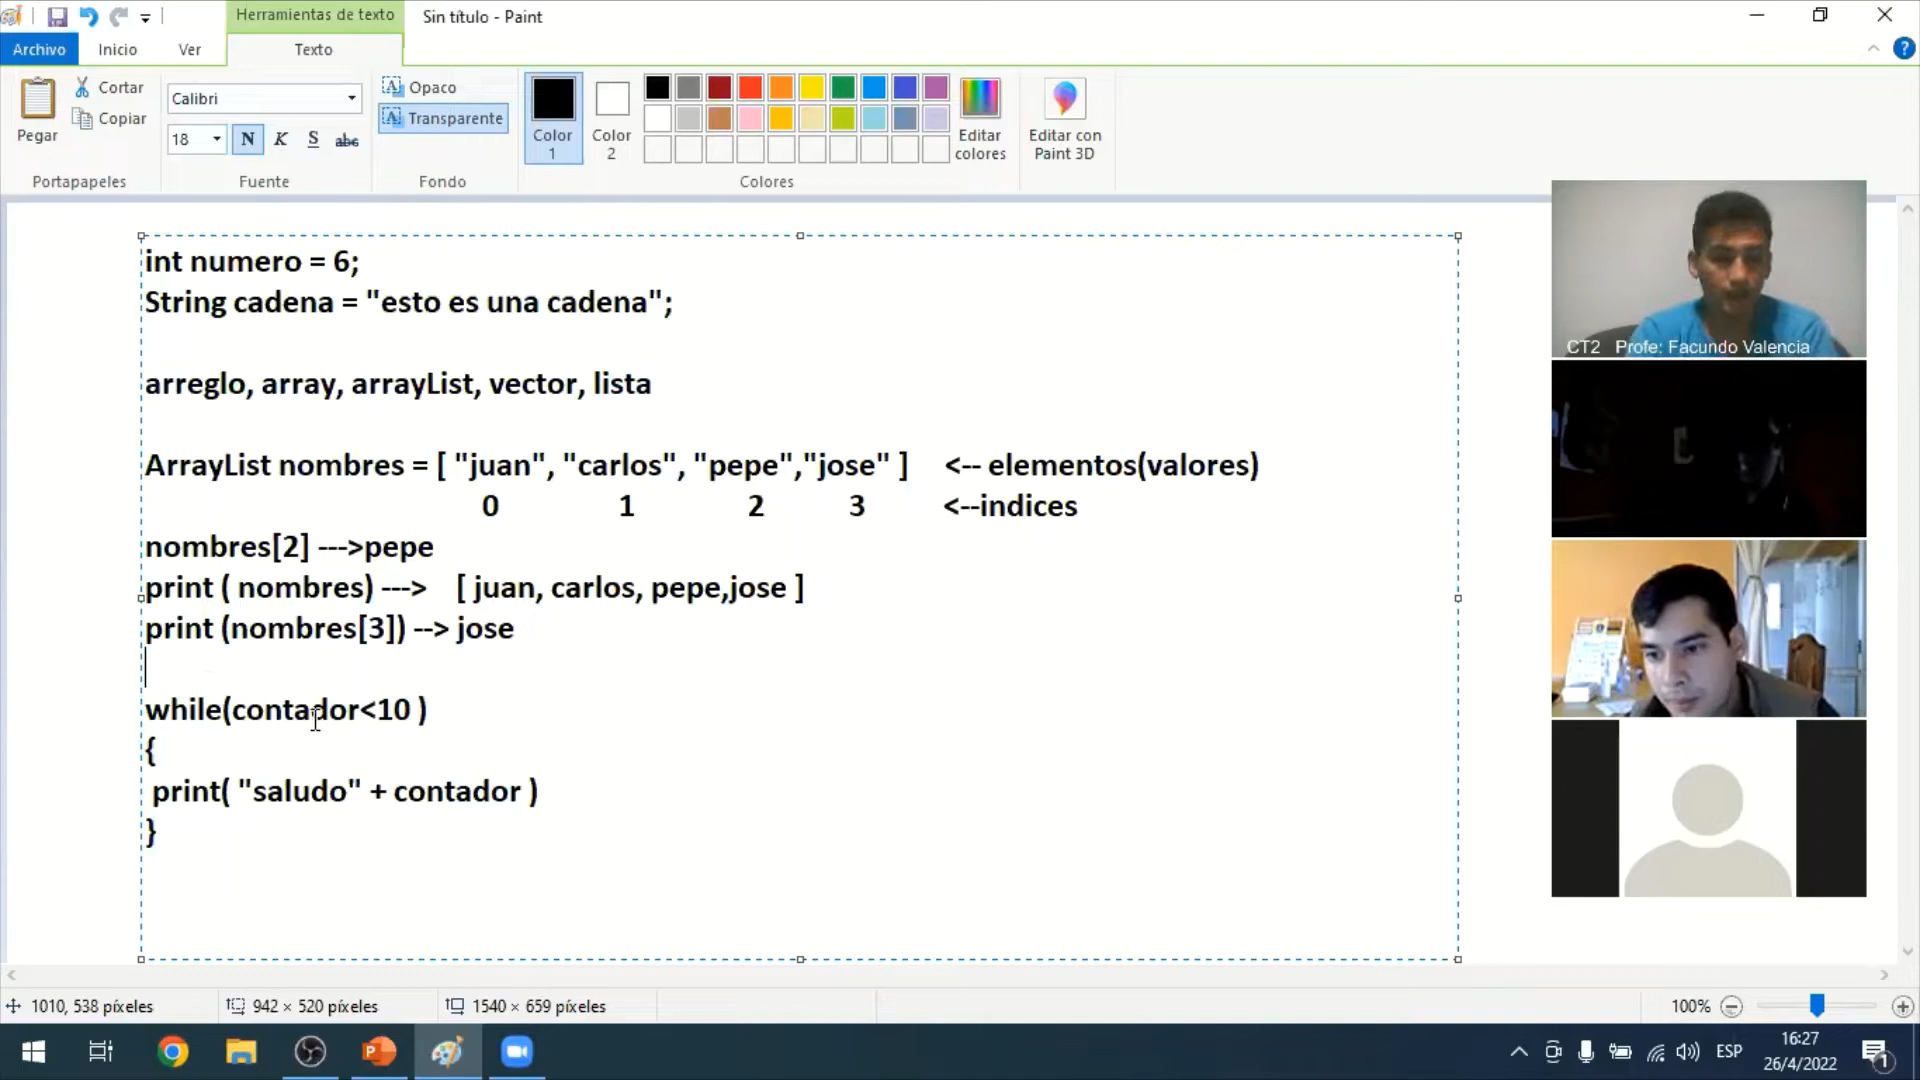 Herramientas de texto
Sin título - Paint
Archivo
Inicio
Ver
Texto
Pegar
Cortar
Copiar
Portapapeles
Calibri
18
N
K
S
abc
Fuente
Opaco
Transparente
Fondo
Color
1
Color
2
Editar
colores
Colores
Editar con
Paint 3D
int numero = 6;
String cadena = "esto es una cadena";
arreglo, array, arrayList, vector, lista
ArrayList nombres = [ "juan", "carlos", "pepe","jose" ] <-- elementos(valores)
0 1 2 3 <--indices
nombres[2] --->pepe
print ( nombres) ---> [ juan, carlos, pepe,jose ]
print (nombres[3]) --> jose
while(contador<10 )
{
print( "saludo" + contador )
}
CT2 Profe: Facundo Valencia
1010, 538 píxeles
942 × 520 píxeles
1540 × 659 píxeles
100%
ESP
16:27
26/4/2022
1